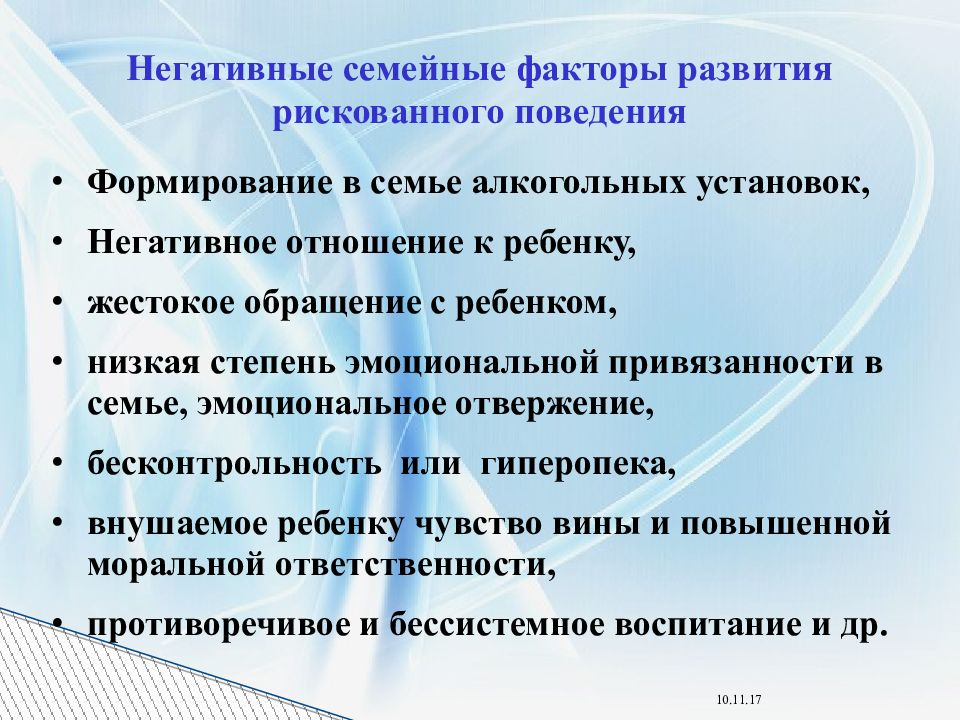 Негативные семейные факторы развития
рискованного поведения
• Формирование в семье алкогольных установок,
• Негативное отношение к ребенку,
• жестокое обращение с ребенком,
• низкая степень эмоциональной привязанности в
семье, эмоциональное отвержение,
• бесконтрольность или гиперопека,
• внушаемое ребенку чувство вины и повышенной
моральной ответственности,
• противоречивое и бессистемное воспитание и др.
10.11.17